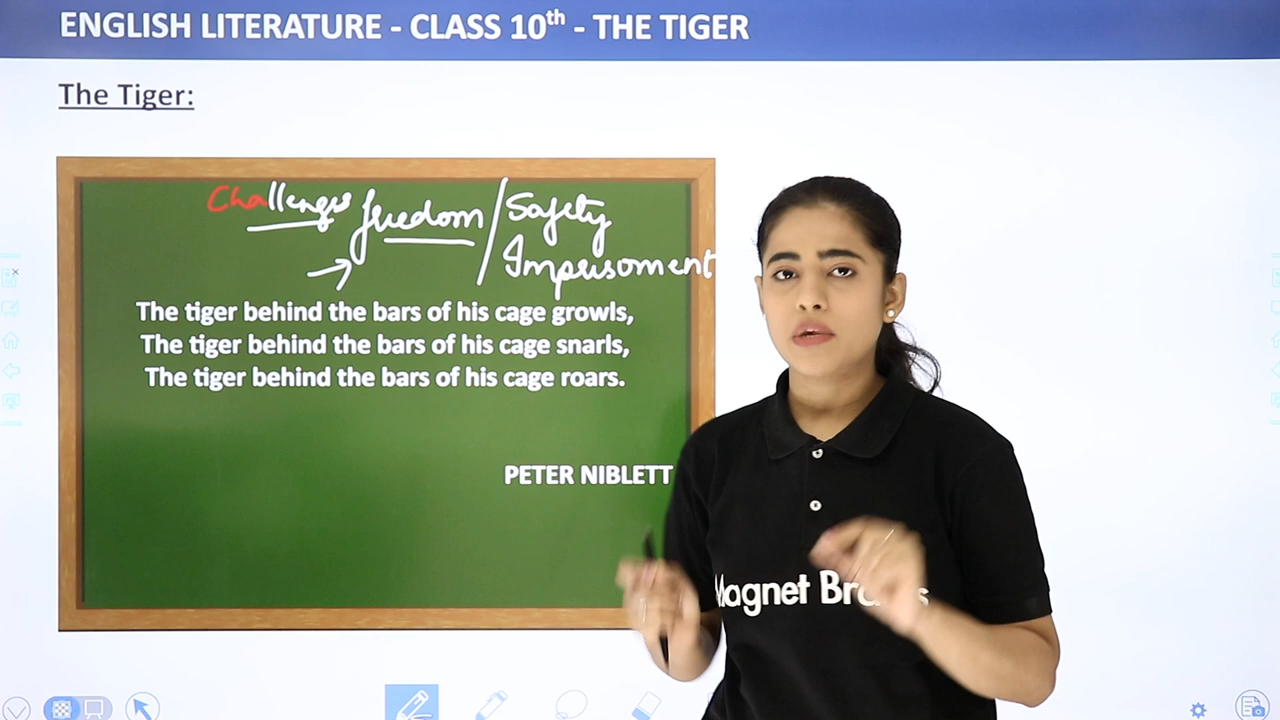 ENGLISH LITERATURE - CLASS 10th - THE TIGER
The Tiger:
Challenges freedom / Safety
Imprisoment
The tiger behind the bars of his cage growls,
The tiger behind the bars of his cage snarls,
The tiger behind the bars of his cage roars.
PETER NIBLETT